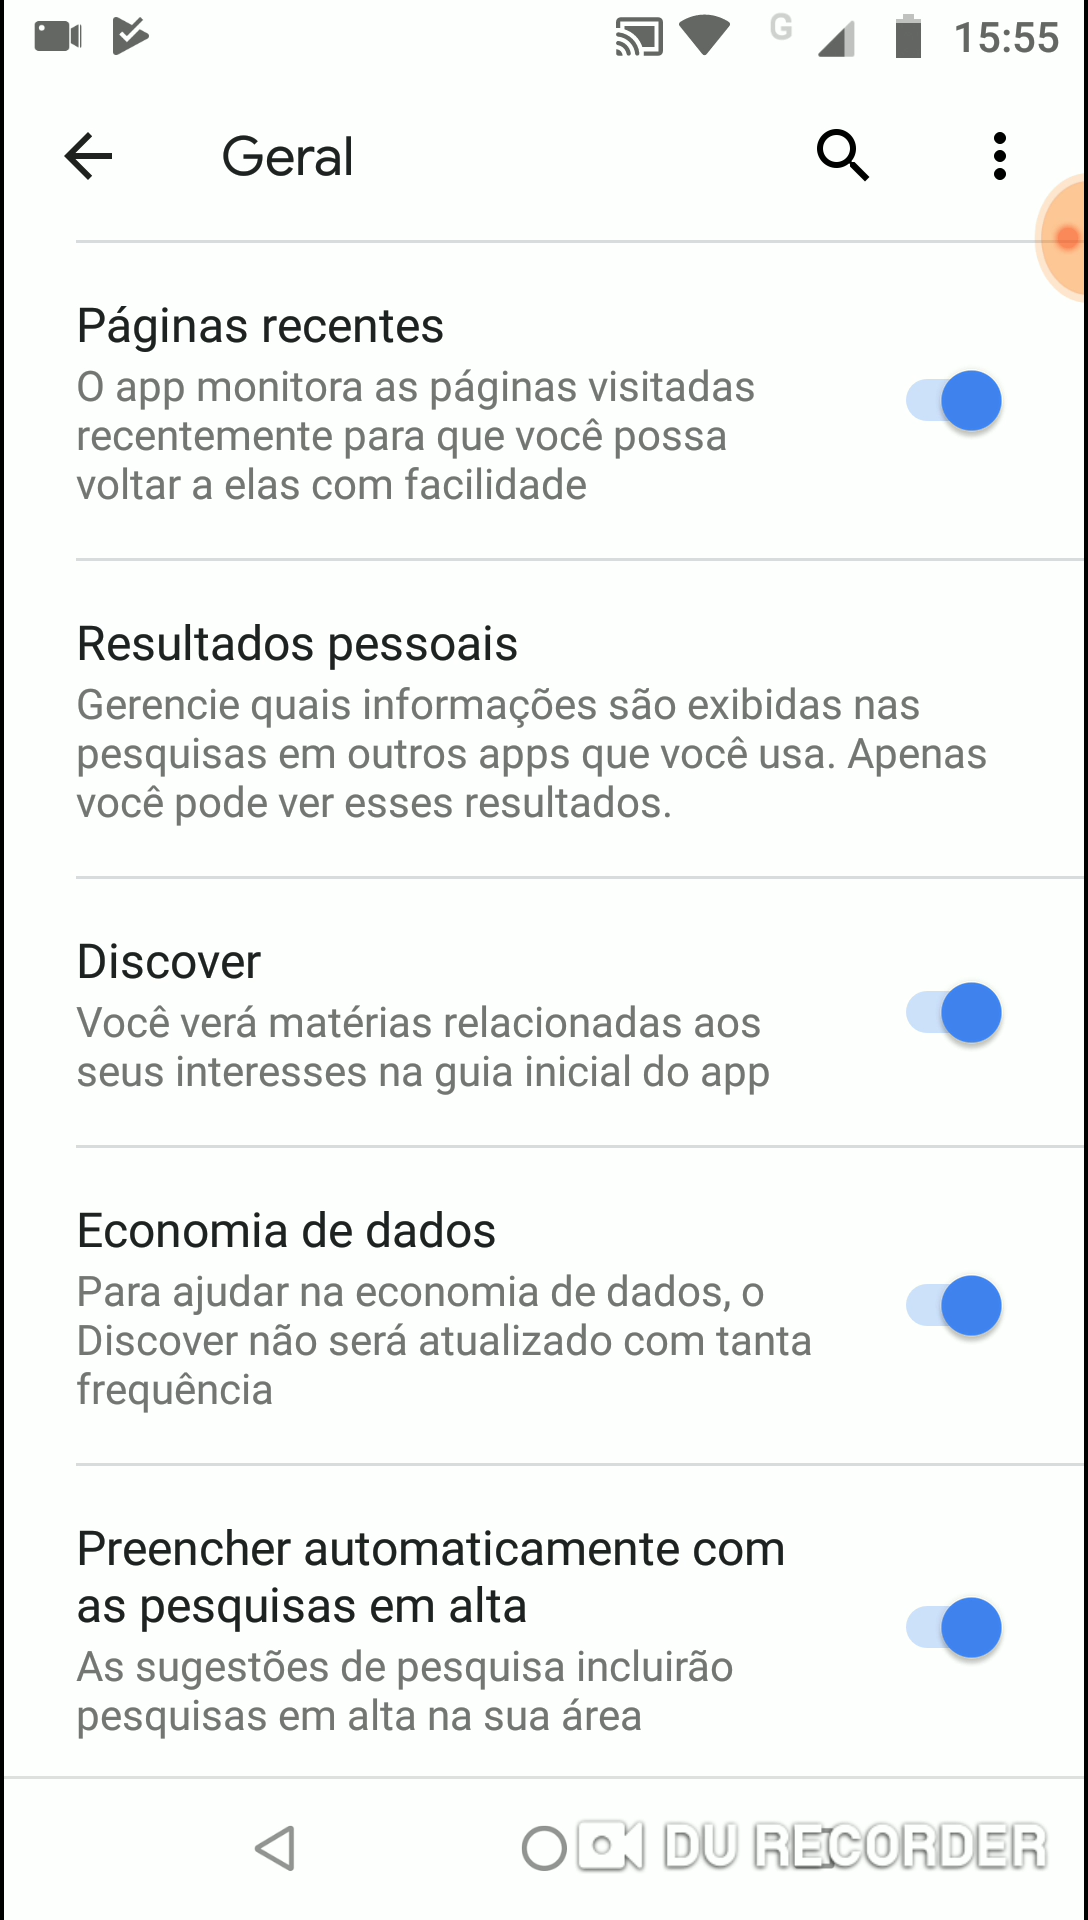 G
15:55
Geral
Páginas recentes
O app monitora as páginas visitadas
recentemente para que você possa
voltar a elas com facilidade
Resultados pessoais
Gerencie quais informações são exibidas nas
pesquisas em outros apps que você usa. Apenas
você pode ver esses resultados.
Discover
Você verá matérias relacionadas aos
seus interesses na guia inicial do app
Economia de dados
Para ajudar na economia de dados, o
Discover não será atualizado com tanta
frequência
Preencher automaticamente com
as pesquisas em alta
As sugestões de pesquisa incluirão
pesquisas em alta na sua área
DU RECORDER